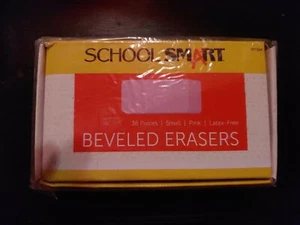 SCHOOL SMART
36 Pieces | Small | Pink | Latex-Free
BEVELED ERASERS